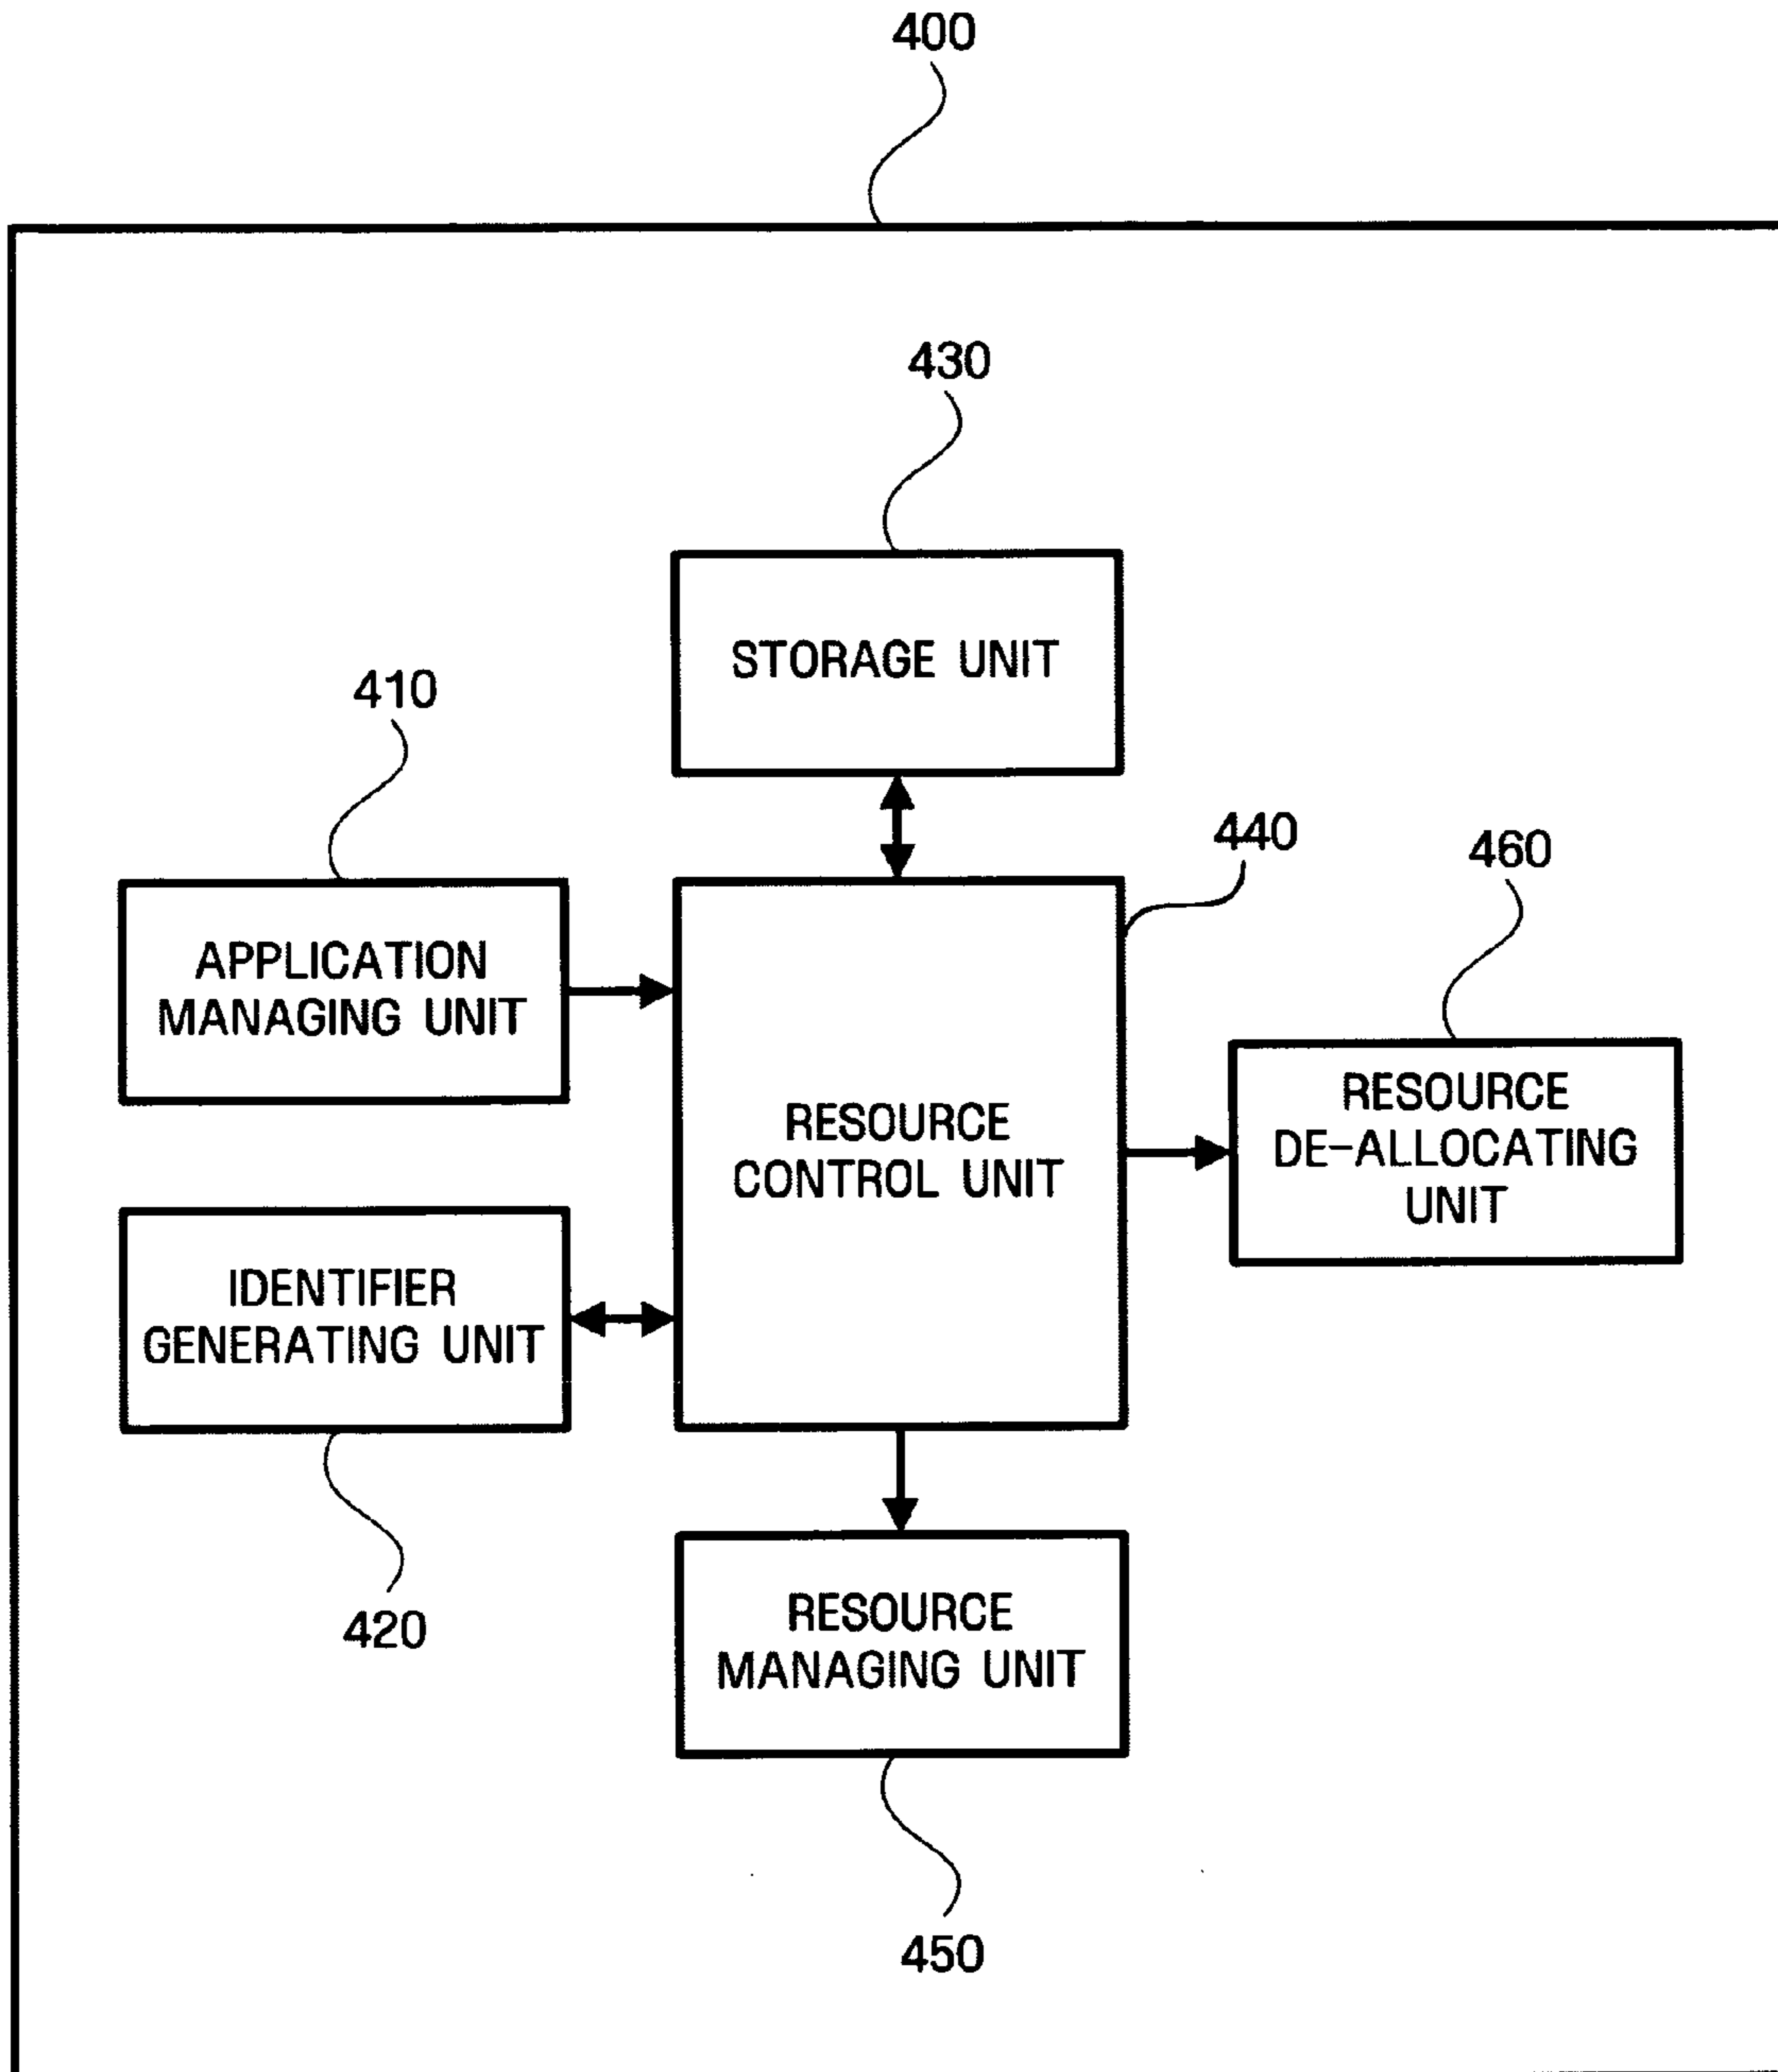 400
430
STORAGE UNIT
410
440
460
APPLICATION
MANAGING UNIT
RESOURCE
CONTROL UNIT
RESOURCE
DE-ALLOCATING
UNIT
IDENTIFIER
GENERATING UNIT
420
RESOURCE
MANAGING UNIT
450